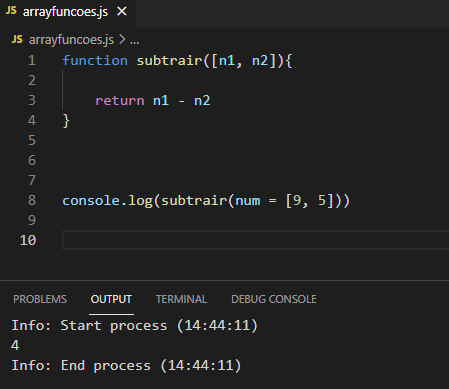 JS arrayfuncoes.js ×
JS arrayfuncoes.js > ...
1 function subtrair([n1, n2]){
2
3 return n1 - n2
4 }
5
6
7
8 console.log(subtrair(num = [9, 5]))
9
10
PROBLEMS OUTPUT TERMINAL DEBUG CONSOLE
Info: Start process (14:44:11)
4
Info: End process (14:44:11)